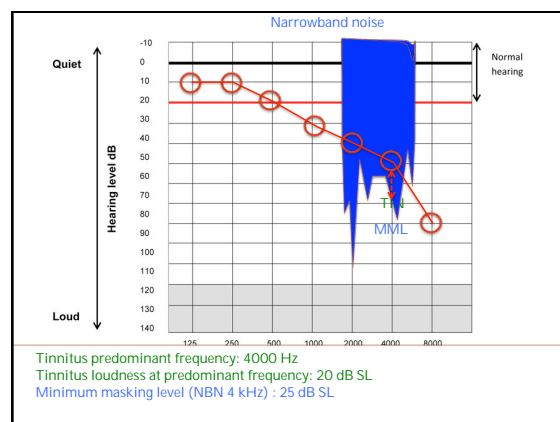 Narrowband noise
-10
Quiet
0
Normal
hearing
10
20
30
40
50
60
70
TIN
80
MML
90
100
110
120
130
Loud
140
Hearing level dB
125 250 500 1000 2000 4000 8000
Tinnitus predominant frequency: 4000 Hz
Tinnitus loudness at predominant frequency: 20 dB SL
Minimum masking level (NBN 4 kHz) : 25 dB SL